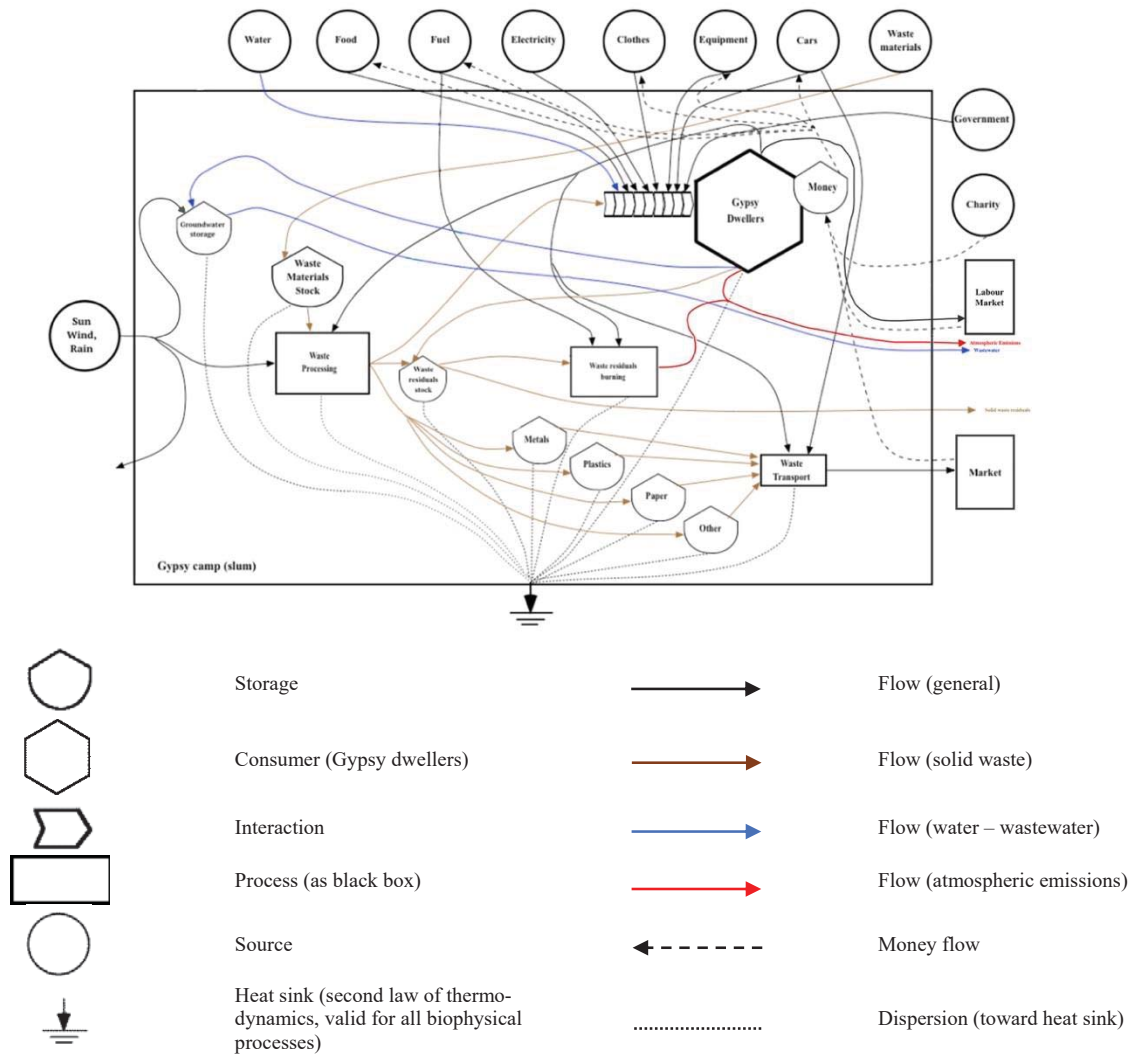 Water
Food
Fuel
Electricity
Clothes
Equipment
Cars
Waste
materials
Government
Charity
Money
Gypsy
Dwellers
Groundwater
storage
Waste
Materials
Stock
Labour
Market
Sun
Wind,
Rain
Atmospheric Emissions
Wastewater
Waste
Processing
Waste
residuals
stock
Waste residuals
burning
Solid waste residuals
Metals
Plastics
Paper
Other
Waste
Transport
Market
Gypsy camp (slum)
Storage
Flow (general)
Consumer (Gypsy dwellers)
Flow (solid waste)
Interaction
Flow (water – wastewater)
Process (as black box)
Flow (atmospheric emissions)
Source
Money flow
Heat sink (second law of thermo-
dynamics, valid for all biophysical
processes)
Dispersion (toward heat sink)